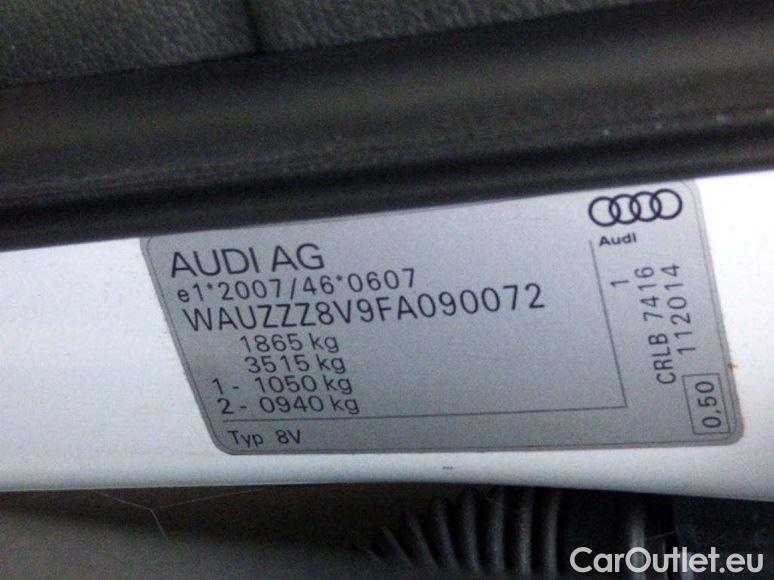 AUDI AG
e1*2007/46*0607
WAUZZZ8V9FA090072
1865 kg
3515 kg
1 - 1050 kg
2 - 0940 kg
Typ 8V
Audi
1
CRLB 7416
112014
0,50
CarOutlet.eu